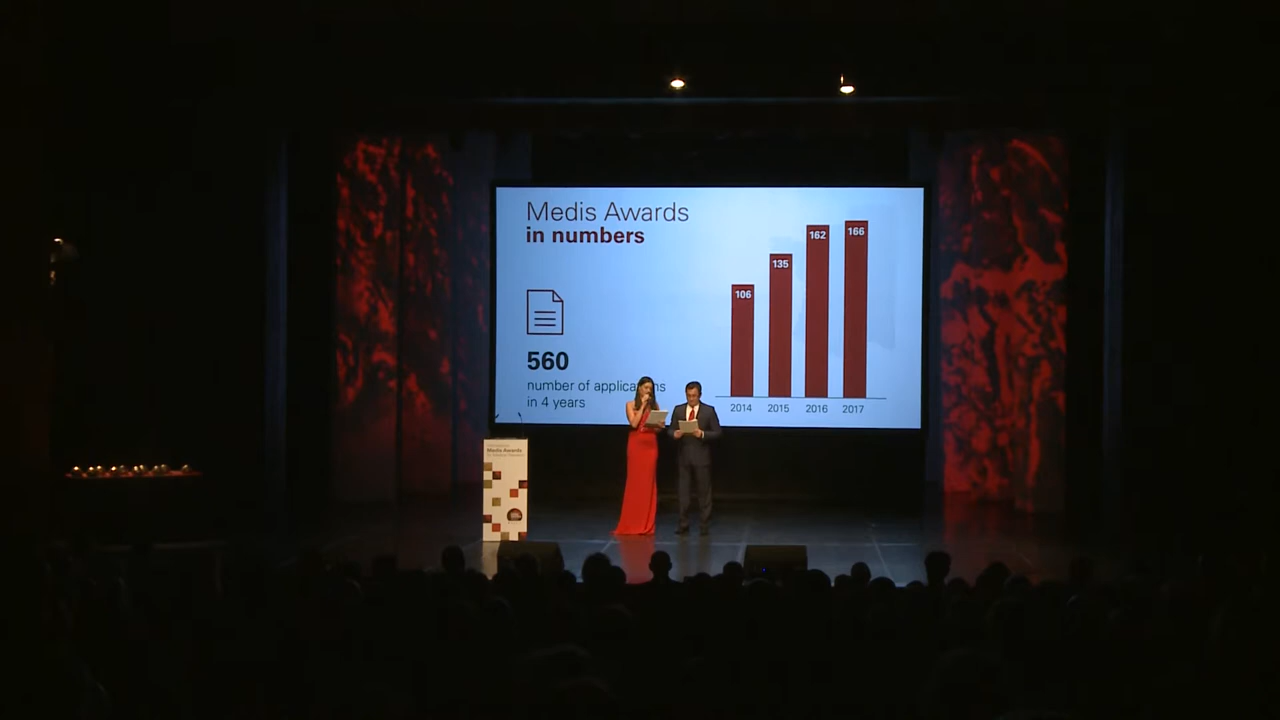 Medis Awards
in numbers
560
number of applica
in 4 years
106
135
162
166
2014
2015
2016
2017
Medis Awards